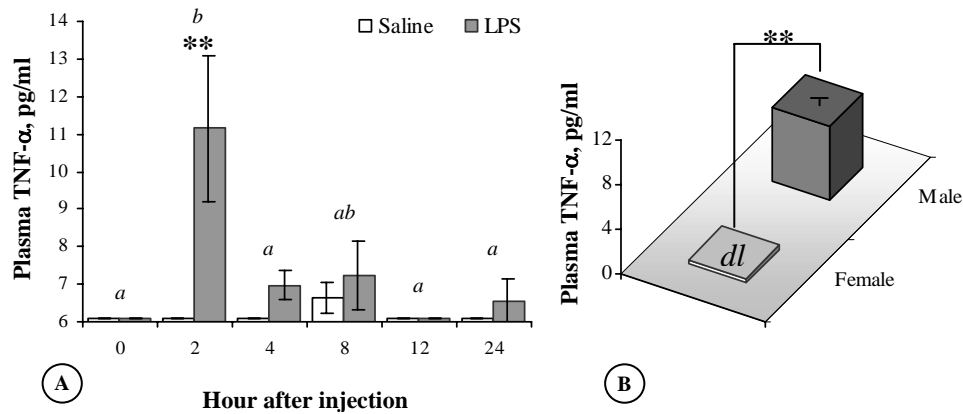 Plasma TNF-α, pg/ml
14
13
12
11
10
9
8
7
6
Saline
LPS
a
b
**
a
ab
a
a
0 2 4 8 12 24
Hour after injection
A
Plasma TNF-α, pg/ml
12
8
4
0
**
dl
Male
Female
B